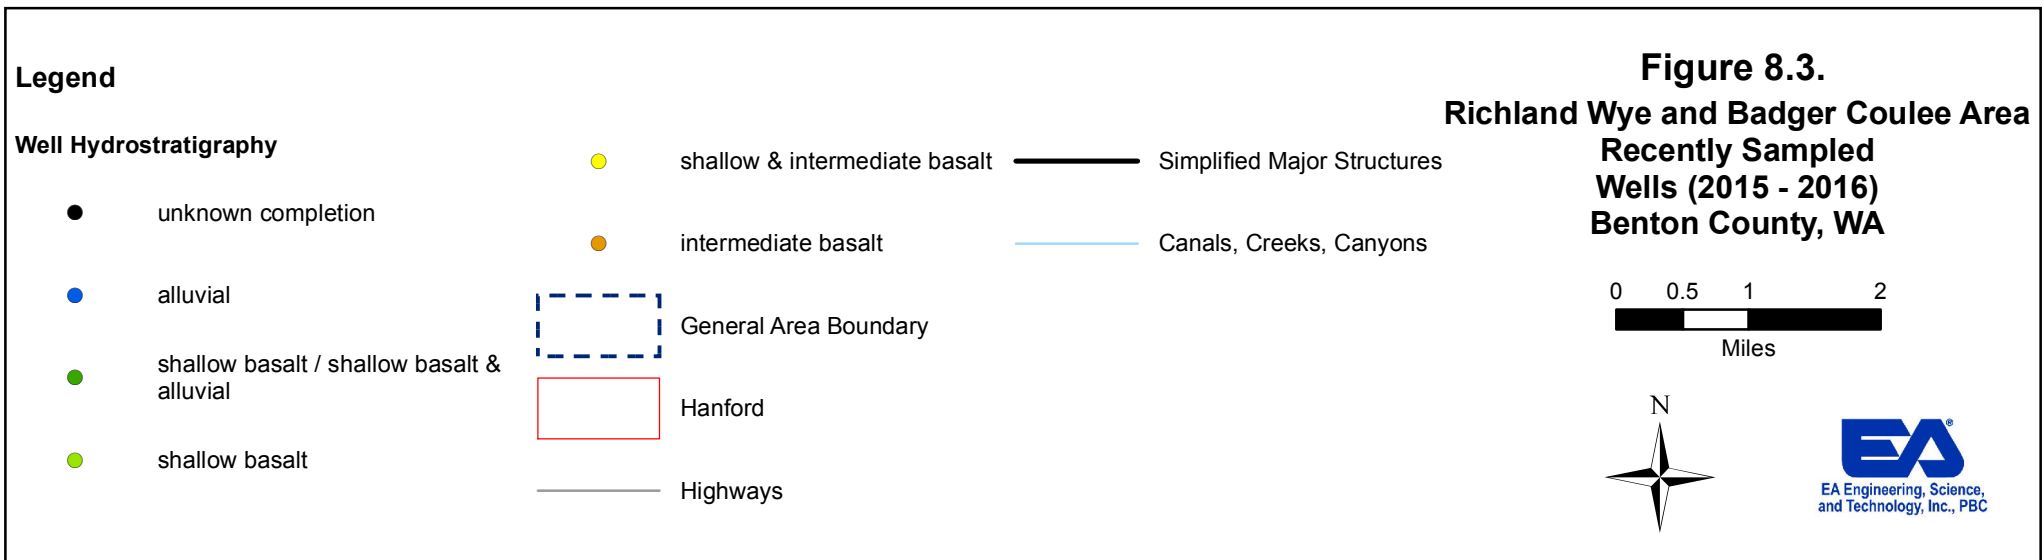 Legend
Well Hydrostratigraphy
unknown completion
alluvial
shallow basalt / shallow basalt &
alluvial
shallow basalt
shallow & intermediate basalt
intermediate basalt
General Area Boundary
Hanford
Highways
Simplified Major Structures
Canals, Creeks, Canyons
Figure 8.3.
Richland Wye and Badger Coulee Area
Recently Sampled
Wells (2015 - 2016)
Benton County, WA
0 0.5 1 2
Miles
N
EA®
EA Engineering, Science,
and Technology, Inc., PBC